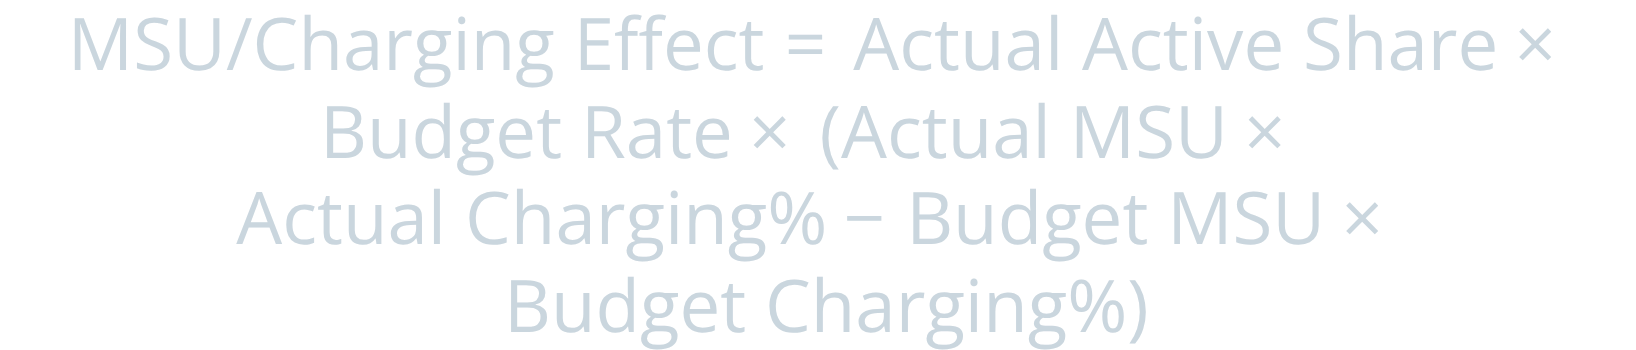 MSU/Charging Effect = Actual Active Share ×
Budget Rate × (Actual MSU ×
Actual Charging% − Budget MSU ×
Budget Charging%)